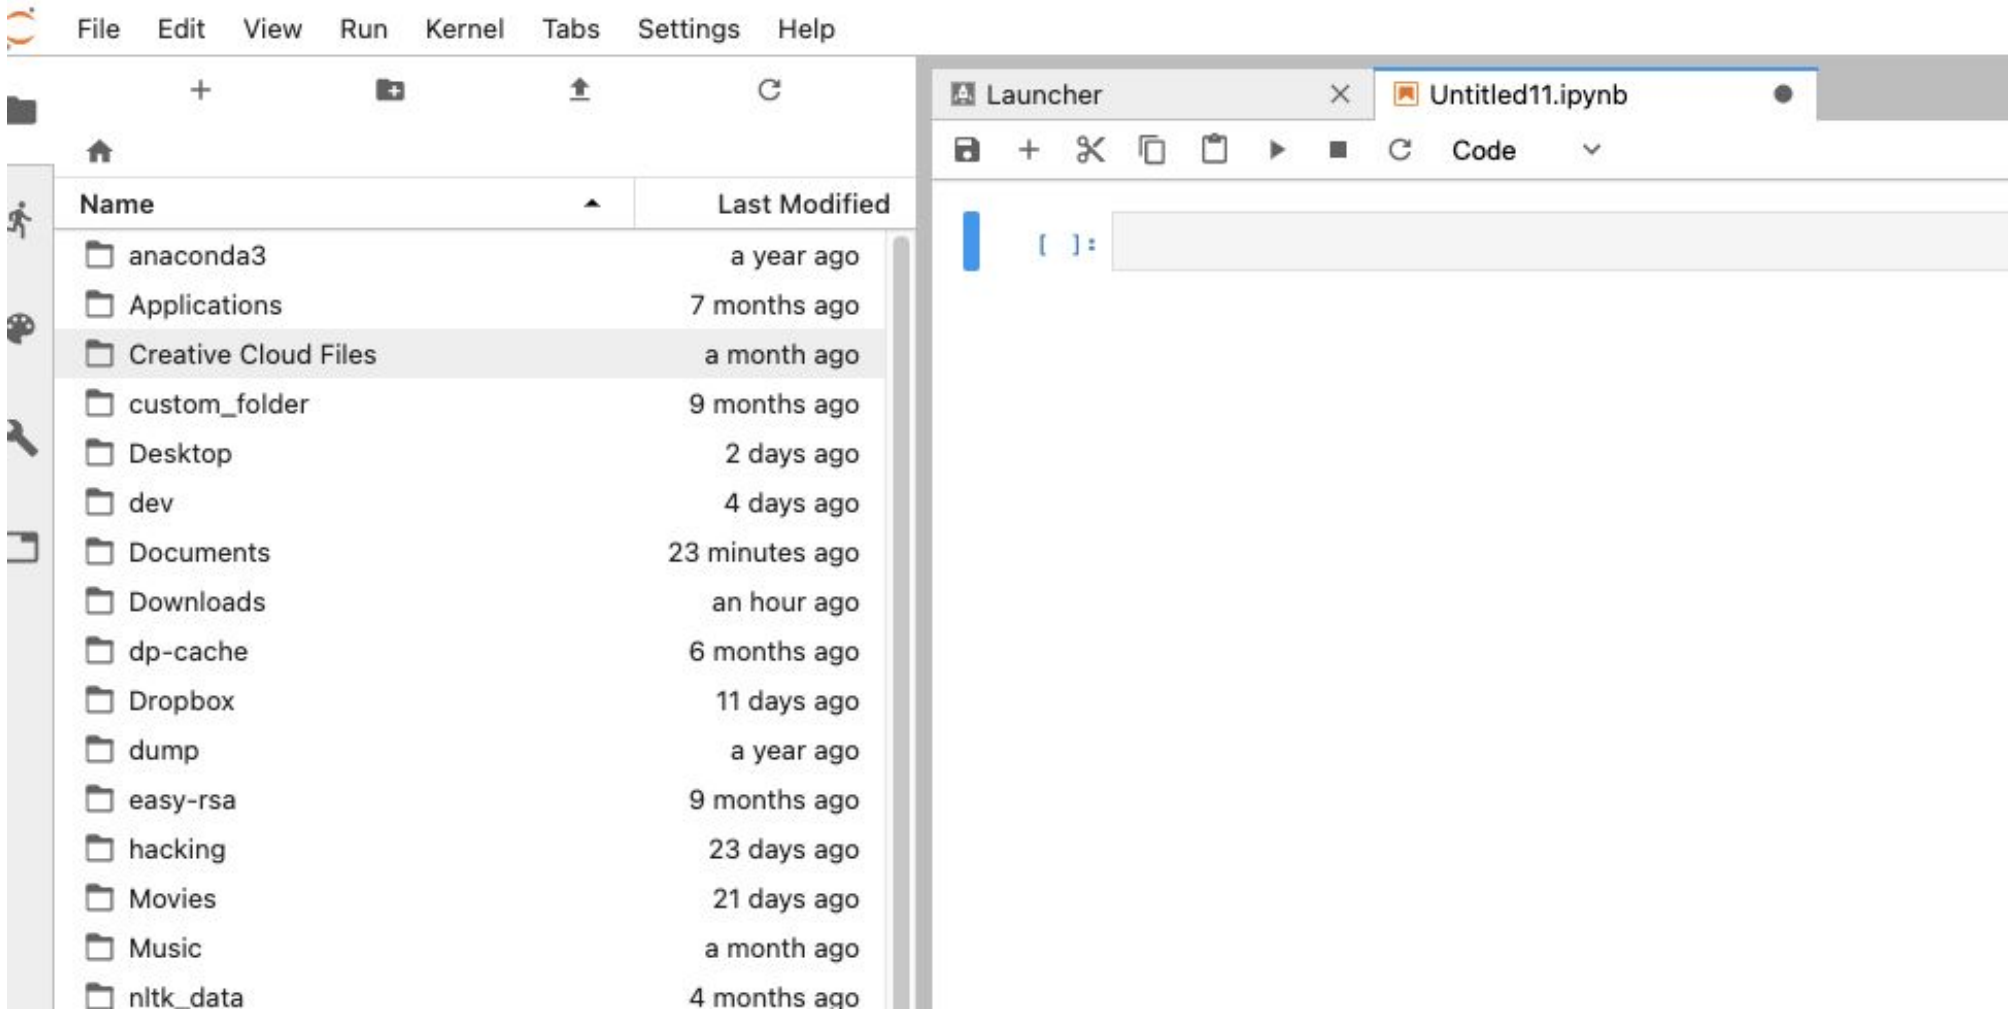 File Edit View Run Kernel Tabs Settings Help
Launcher Untitled11.ipynb
Code
Name Last Modified
[ ]:
anaconda3 a year ago
Applications 7 months ago
Creative Cloud Files a month ago
custom_folder 9 months ago
Desktop 2 days ago
dev 4 days ago
Documents 23 minutes ago
Downloads an hour ago
dp-cache 6 months ago
Dropbox 11 days ago
dump a year ago
easy-rsa 9 months ago
hacking 23 days ago
Movies 21 days ago
Music a month ago
nltk_data 4 months ago